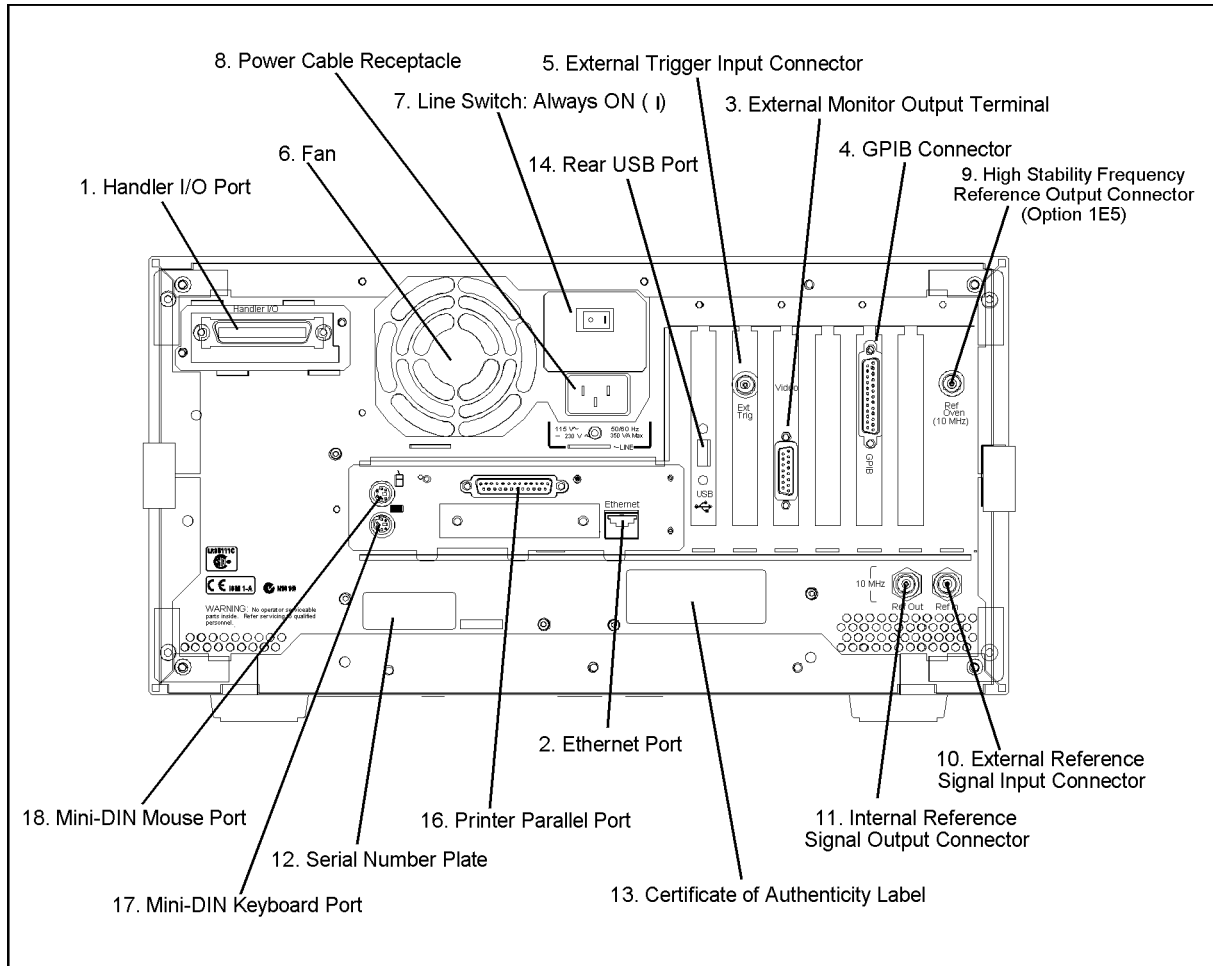 8. Power Cable Receptacle
5. External Trigger Input Connector
7. Line Switch: Always ON ( I)
3. External Monitor Output Terminal
6. Fan
14. Rear USB Port
4. GPIB Connector
1. Handler I/O Port
9. High Stability Frequency
Reference Output Connector
(Option 1E5)
Handler I/O
Video
Ext
Trig
Ref
Oven
(10 MHz)
115 V~
~ 230 V ~
50/60 Hz
350 VA Max
~LINE
GPIB
USB
Ethernet
10 MHz
Ref Out
Ref In
CE ISM 1-A
WARNING: No operator serviceable
parts inside. Refer servicing to qualified
personnel.
2. Ethernet Port
10. External Reference
Signal Input Connector
18. Mini-DIN Mouse Port
16. Printer Parallel Port
11. Internal Reference
Signal Output Connector
12. Serial Number Plate
13. Certificate of Authenticity Label
17. Mini-DIN Keyboard Port